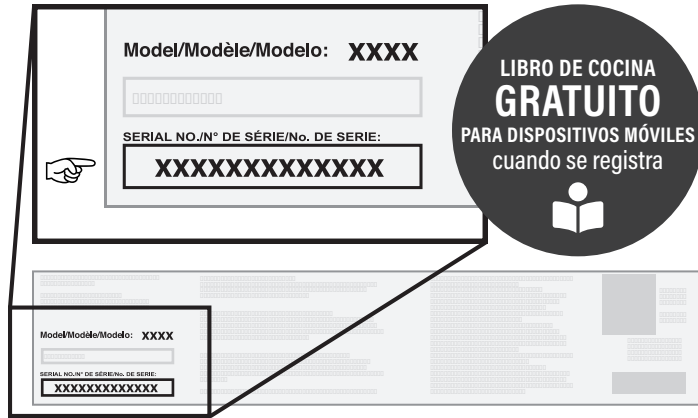 Model/Modèle/Modelo: XXXX
SERIAL NO./N° DE SÉRIE/No. DE SERIE:
XXXXXXXXXXXXX
LIBRO DE COCINA
GRATUITO
PARA DISPOSITIVOS MÓVILES
cuando se registra
Model/Modèle/Modelo: XXXX
SERIAL NO./N° DE SÉRIE/No. DE SERIE:
XXXXXXXXXXXXX